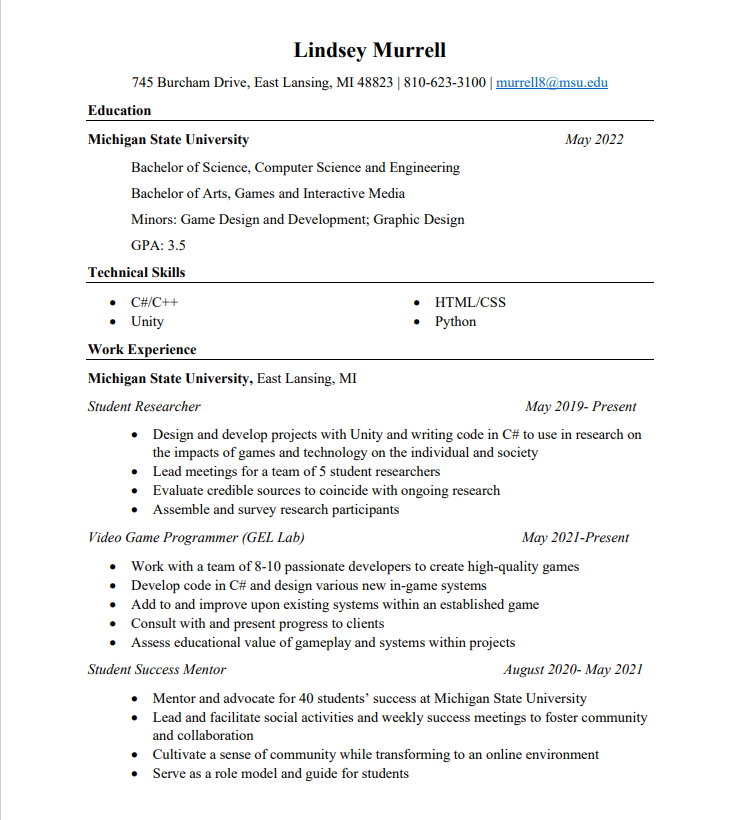 Lindsey Murrell
745 Burcham Drive, East Lansing, MI 48823 | 810-623-3100 | murrell8@msu.edu
Education
Michigan State University May 2022
Bachelor of Science, Computer Science and Engineering
Bachelor of Arts, Games and Interactive Media
Minors: Game Design and Development; Graphic Design
GPA: 3.5
Technical Skills
• C#/C++ • HTML/CSS
• Unity • Python
Work Experience
Michigan State University, East Lansing, MI
Student Researcher May 2019- Present
• Design and develop projects with Unity and writing code in C# to use in research on
the impacts of games and technology on the individual and society
• Lead meetings for a team of 5 student researchers
• Evaluate credible sources to coincide with ongoing research
• Assemble and survey research participants
Video Game Programmer (GEL Lab) May 2021-Present
• Work with a team of 8-10 passionate developers to create high-quality games
• Develop code in C# and design various new in-game systems
• Add to and improve upon existing systems within an established game
• Consult with and present progress to clients
• Assess educational value of gameplay and systems within projects
Student Success Mentor August 2020- May 2021
• Mentor and advocate for 40 students’ success at Michigan State University
• Lead and facilitate social activities and weekly success meetings to foster community
and collaboration
• Cultivate a sense of community while transforming to an online environment
• Serve as a role model and guide for students